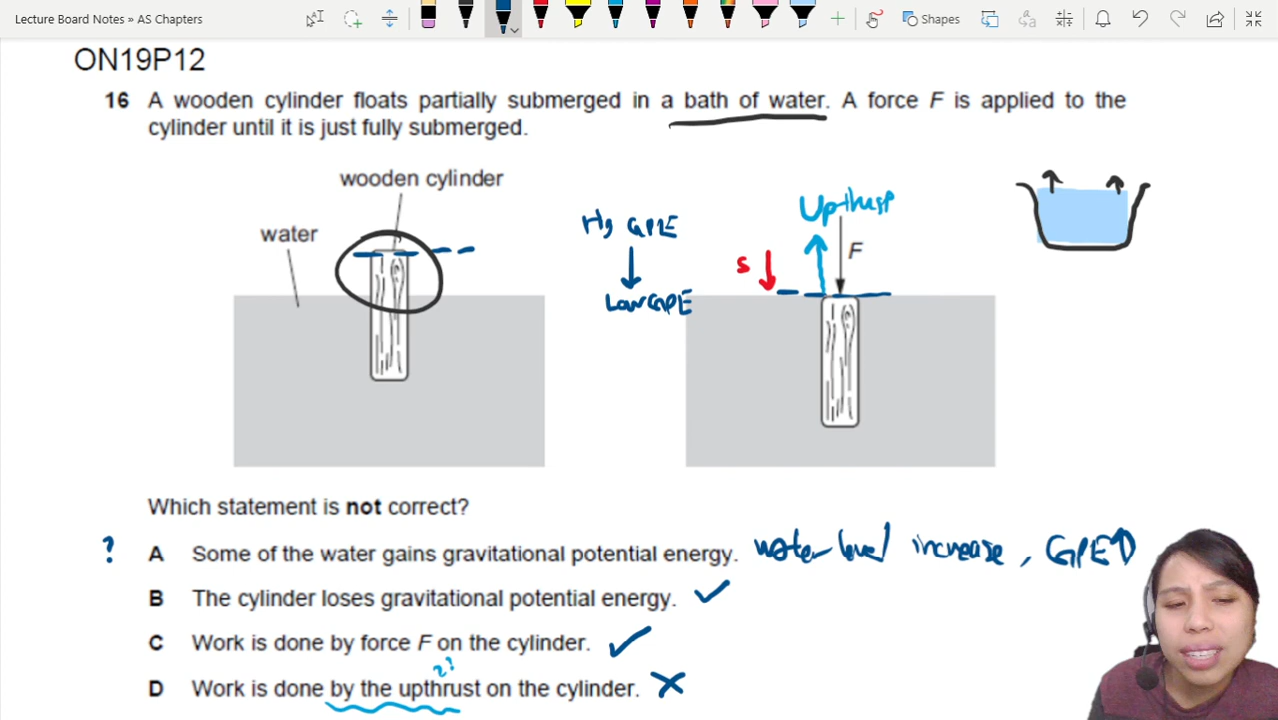 Lecture Board Notes » AS Chapters
Shapes
ON19P12
16 A wooden cylinder floats partially submerged in a bath of water. A force F is applied to the
cylinder until it is just fully submerged.
wooden cylinder
water
Hg GPE
Low GPE
s
Upthrust
F
Which statement is not correct?
? A Some of the water gains gravitational potential energy. water level increase, GPE↑
B The cylinder loses gravitational potential energy. ✓
C Work is done by force F on the cylinder. ✓
D Work is done by the upthrust on the cylinder. ✗